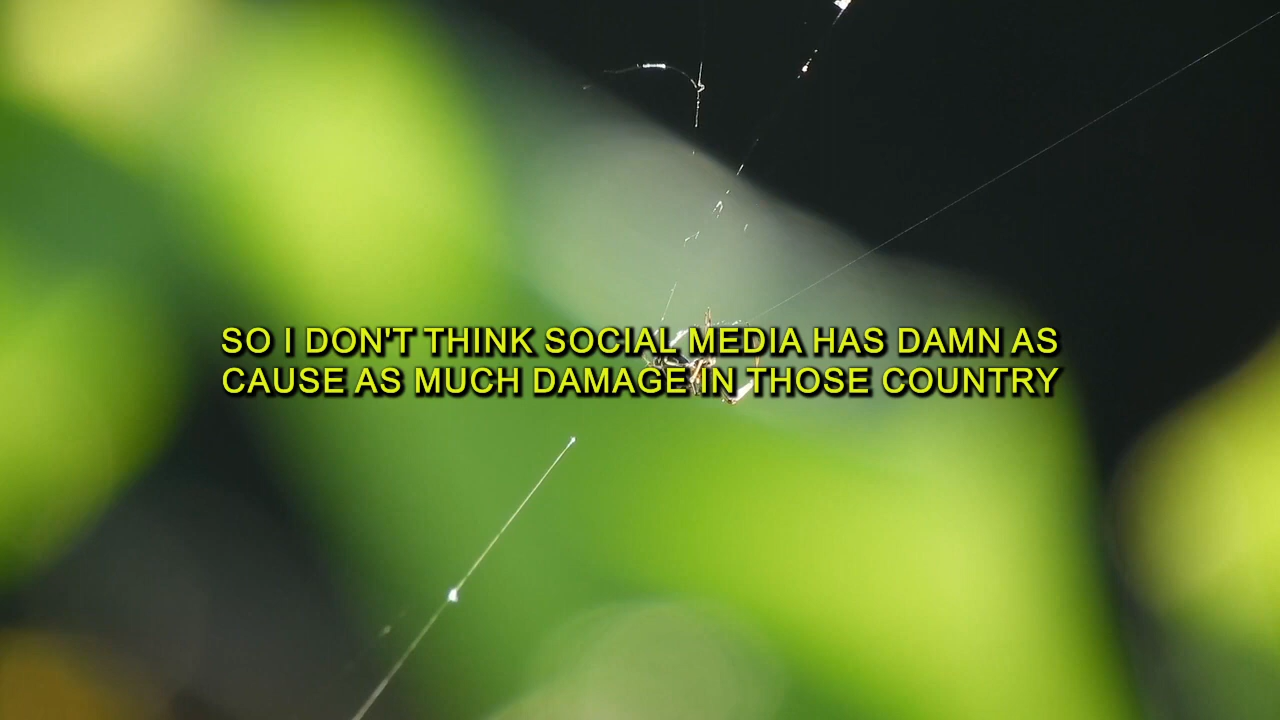 SO I DON'T THINK SOCIAL MEDIA HAS DAMN AS
CAUSE AS MUCH DAMAGE IN THOSE COUNTRY